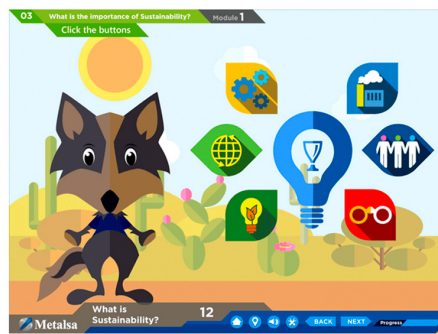 03 What is the Importance of Sustainability? Module 1
Click the buttons
Metalsa
What is
Sustainability?
12
BACK NEXT Progress